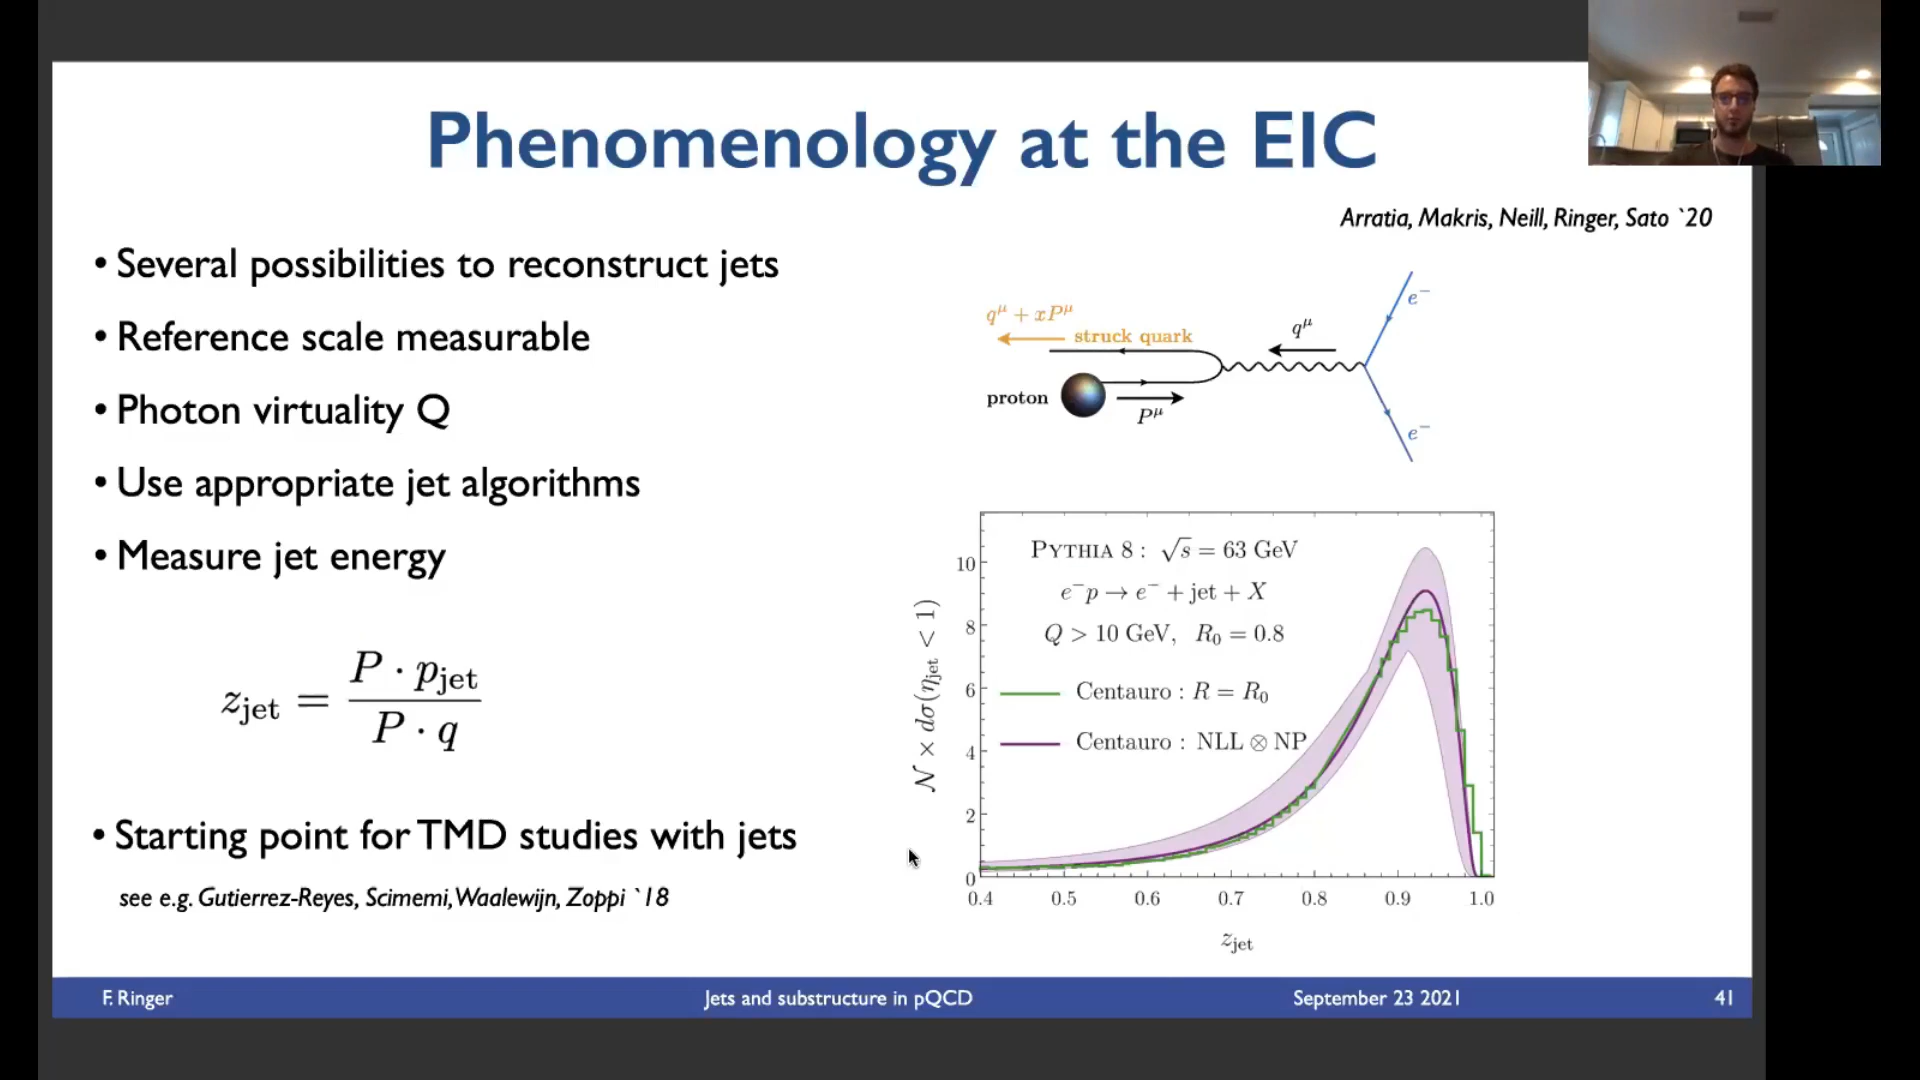 Phenomenology at the EIC
Arratia, Makris, Neill, Ringer, Sato `20
• Several possibilities to reconstruct jets
• Reference scale measurable
• Photon virtuality Q
• Use appropriate jet algorithms
• Measure jet energy
z_jet = P · p_jet / P · q
• Starting point for TMD studies with jets
see e.g. Gutierrez-Reyes, Scimemi, Waalewijn, Zoppi `18
q^μ + xP^μ
struck quark
proton
P^μ
q^μ
e^−
e^−
PYTHIA 8 : √s = 63 GeV
e^− p → e^− + jet + X
Q > 10 GeV, R_0 = 0.8
Centauro : R = R_0
Centauro : NLL ⊗ NP
𝒩 × dσ(η_jet < 1)
10
8
6
4
2
0
0.4 0.5 0.6 0.7 0.8 0.9 1.0
z_jet
F. Ringer
Jets and substructure in pQCD
September 23 2021
41